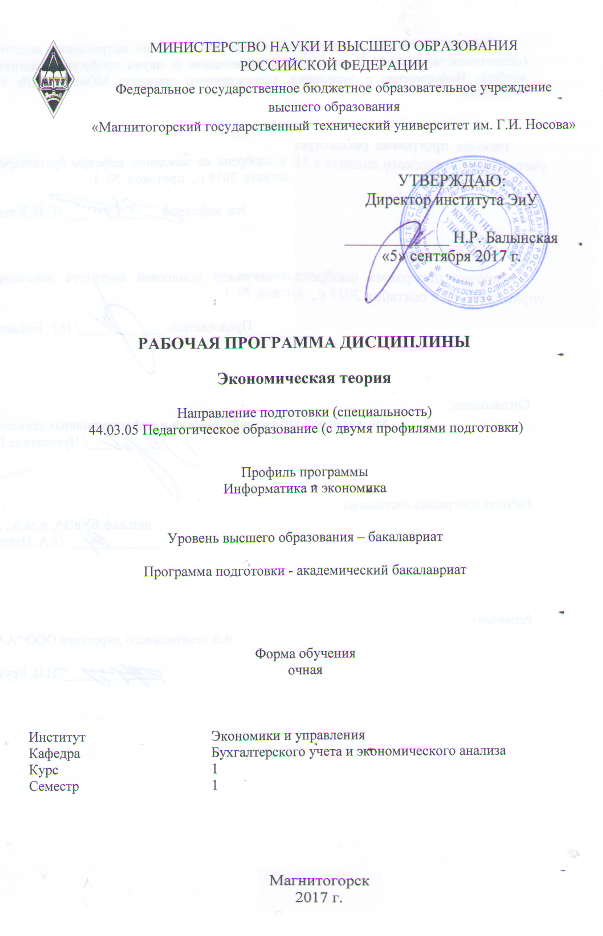 МИНИСТЕРСТВО НАУКИ И ВЫСШЕГО ОБРАЗОВАНИЯ
РОССИЙСКОЙ ФЕДЕРАЦИИ
Федеральное государственное бюджетное образовательное учреждение
высшего образования
«Магнитогорский государственный технический университет им. Г.И. Носова»
УТВЕРЖДАЮ:
Директор института ЭиУ
Н.Р. Балынская
«5» сентября 2017 г.
РАБОЧАЯ ПРОГРАММА ДИСЦИПЛИНЫ
Экономическая теория
Направление подготовки (специальность)
44.03.05 Педагогическое образование (с двумя профилями подготовки)
Профиль программы
Информатика и экономика
Уровень высшего образования – бакалавриат
Программа подготовки - академический бакалавриат
Форма обучения
очная
Институт Экономики и управления
Кафедра Бухгалтерского учета и экономического анализа
Курс 1
Семестр 1
Магнитогорск
2017 г.